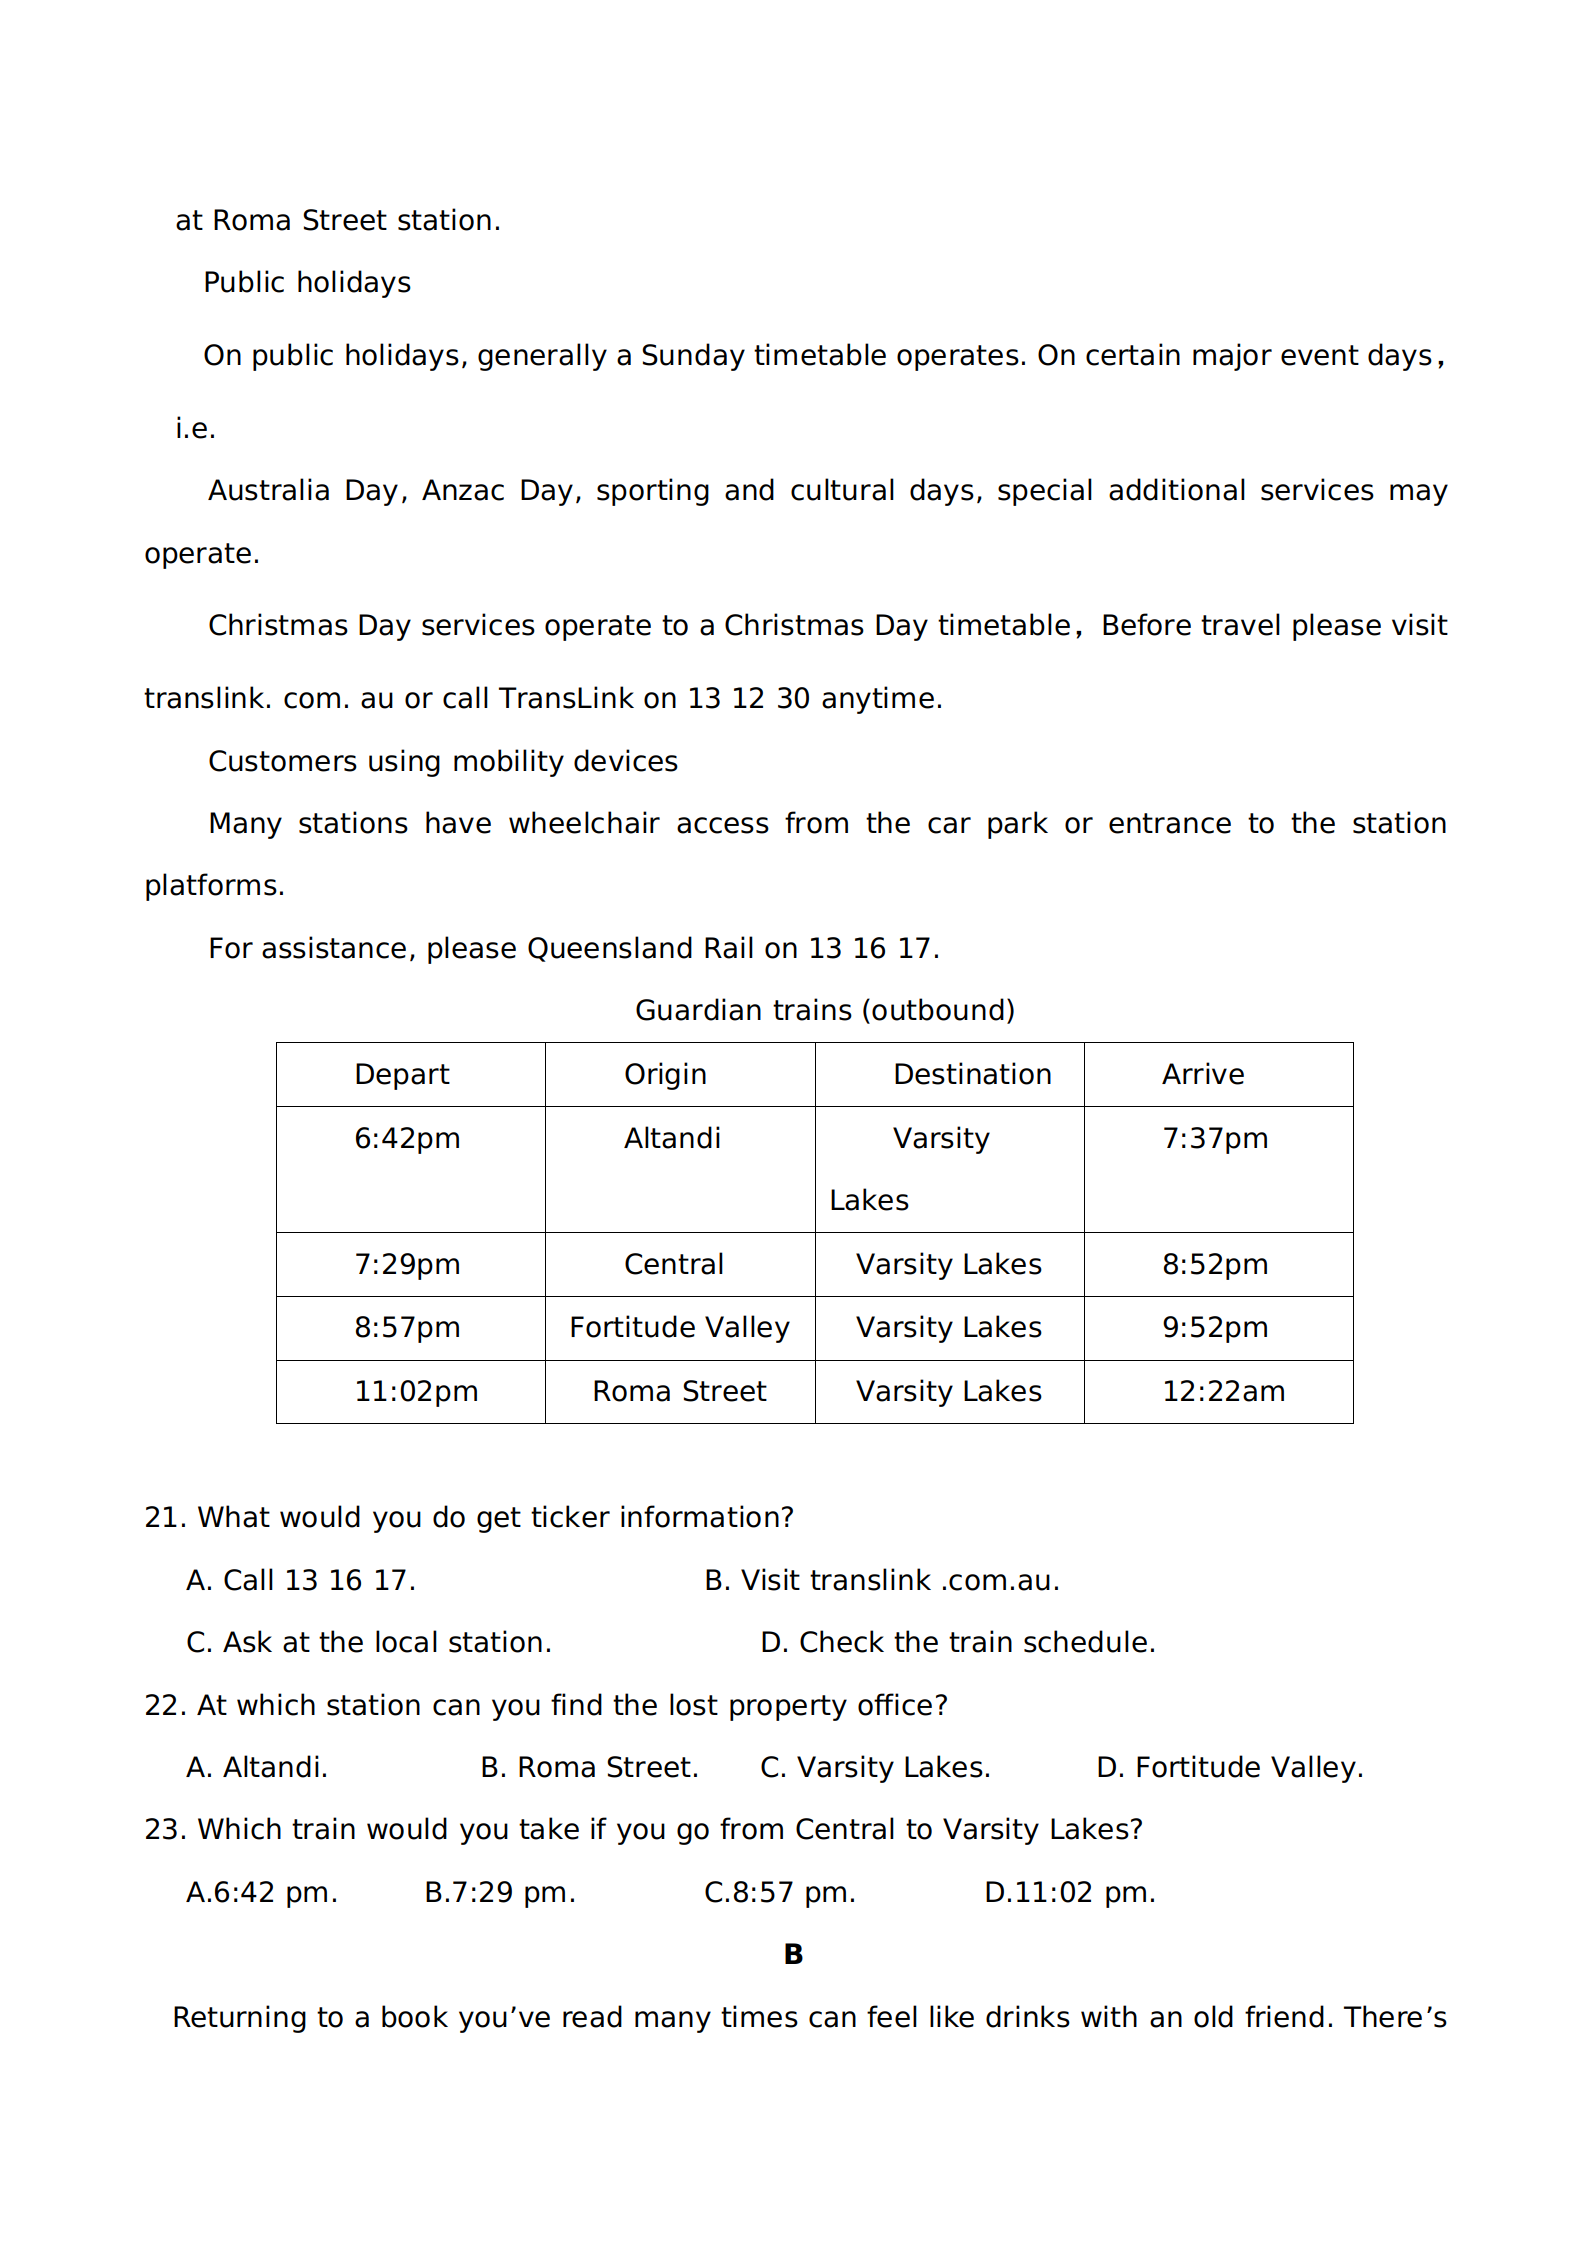 at Roma Street station.
Public holidays
On public holidays, generally a Sunday timetable operates. On certain major event days，
i.e.
Australia Day, Anzac Day, sporting and cultural days, special additional services may
operate.
Christmas Day services operate to a Christmas Day timetable，Before travel please visit
translink. com. au or call TransLink on 13 12 30 anytime.
Customers using mobility devices
Many stations have wheelchair access from the car park or entrance to the station
platforms.
For assistance, please Queensland Rail on 13 16 17.
Guardian trains (outbound)
Depart Origin Destination Arrive
6:42pm Altandi Varsity 7:37pm
Lakes
7:29pm Central Varsity Lakes 8:52pm
8:57pm Fortitude Valley Varsity Lakes 9:52pm
11:02pm Roma Street Varsity Lakes 12:22am
21. What would you do get ticker information?
A. Call 13 16 17. B. Visit translink .com.au.
C. Ask at the local station. D. Check the train schedule.
22. At which station can you find the lost property office?
A. Altandi. B. Roma Street. C. Varsity Lakes. D. Fortitude Valley.
23. Which train would you take if you go from Central to Varsity Lakes?
A.6:42 pm. B.7:29 pm. C.8:57 pm. D.11:02 pm.
B
Returning to a book you’ve read many times can feel like drinks with an old friend. There’s